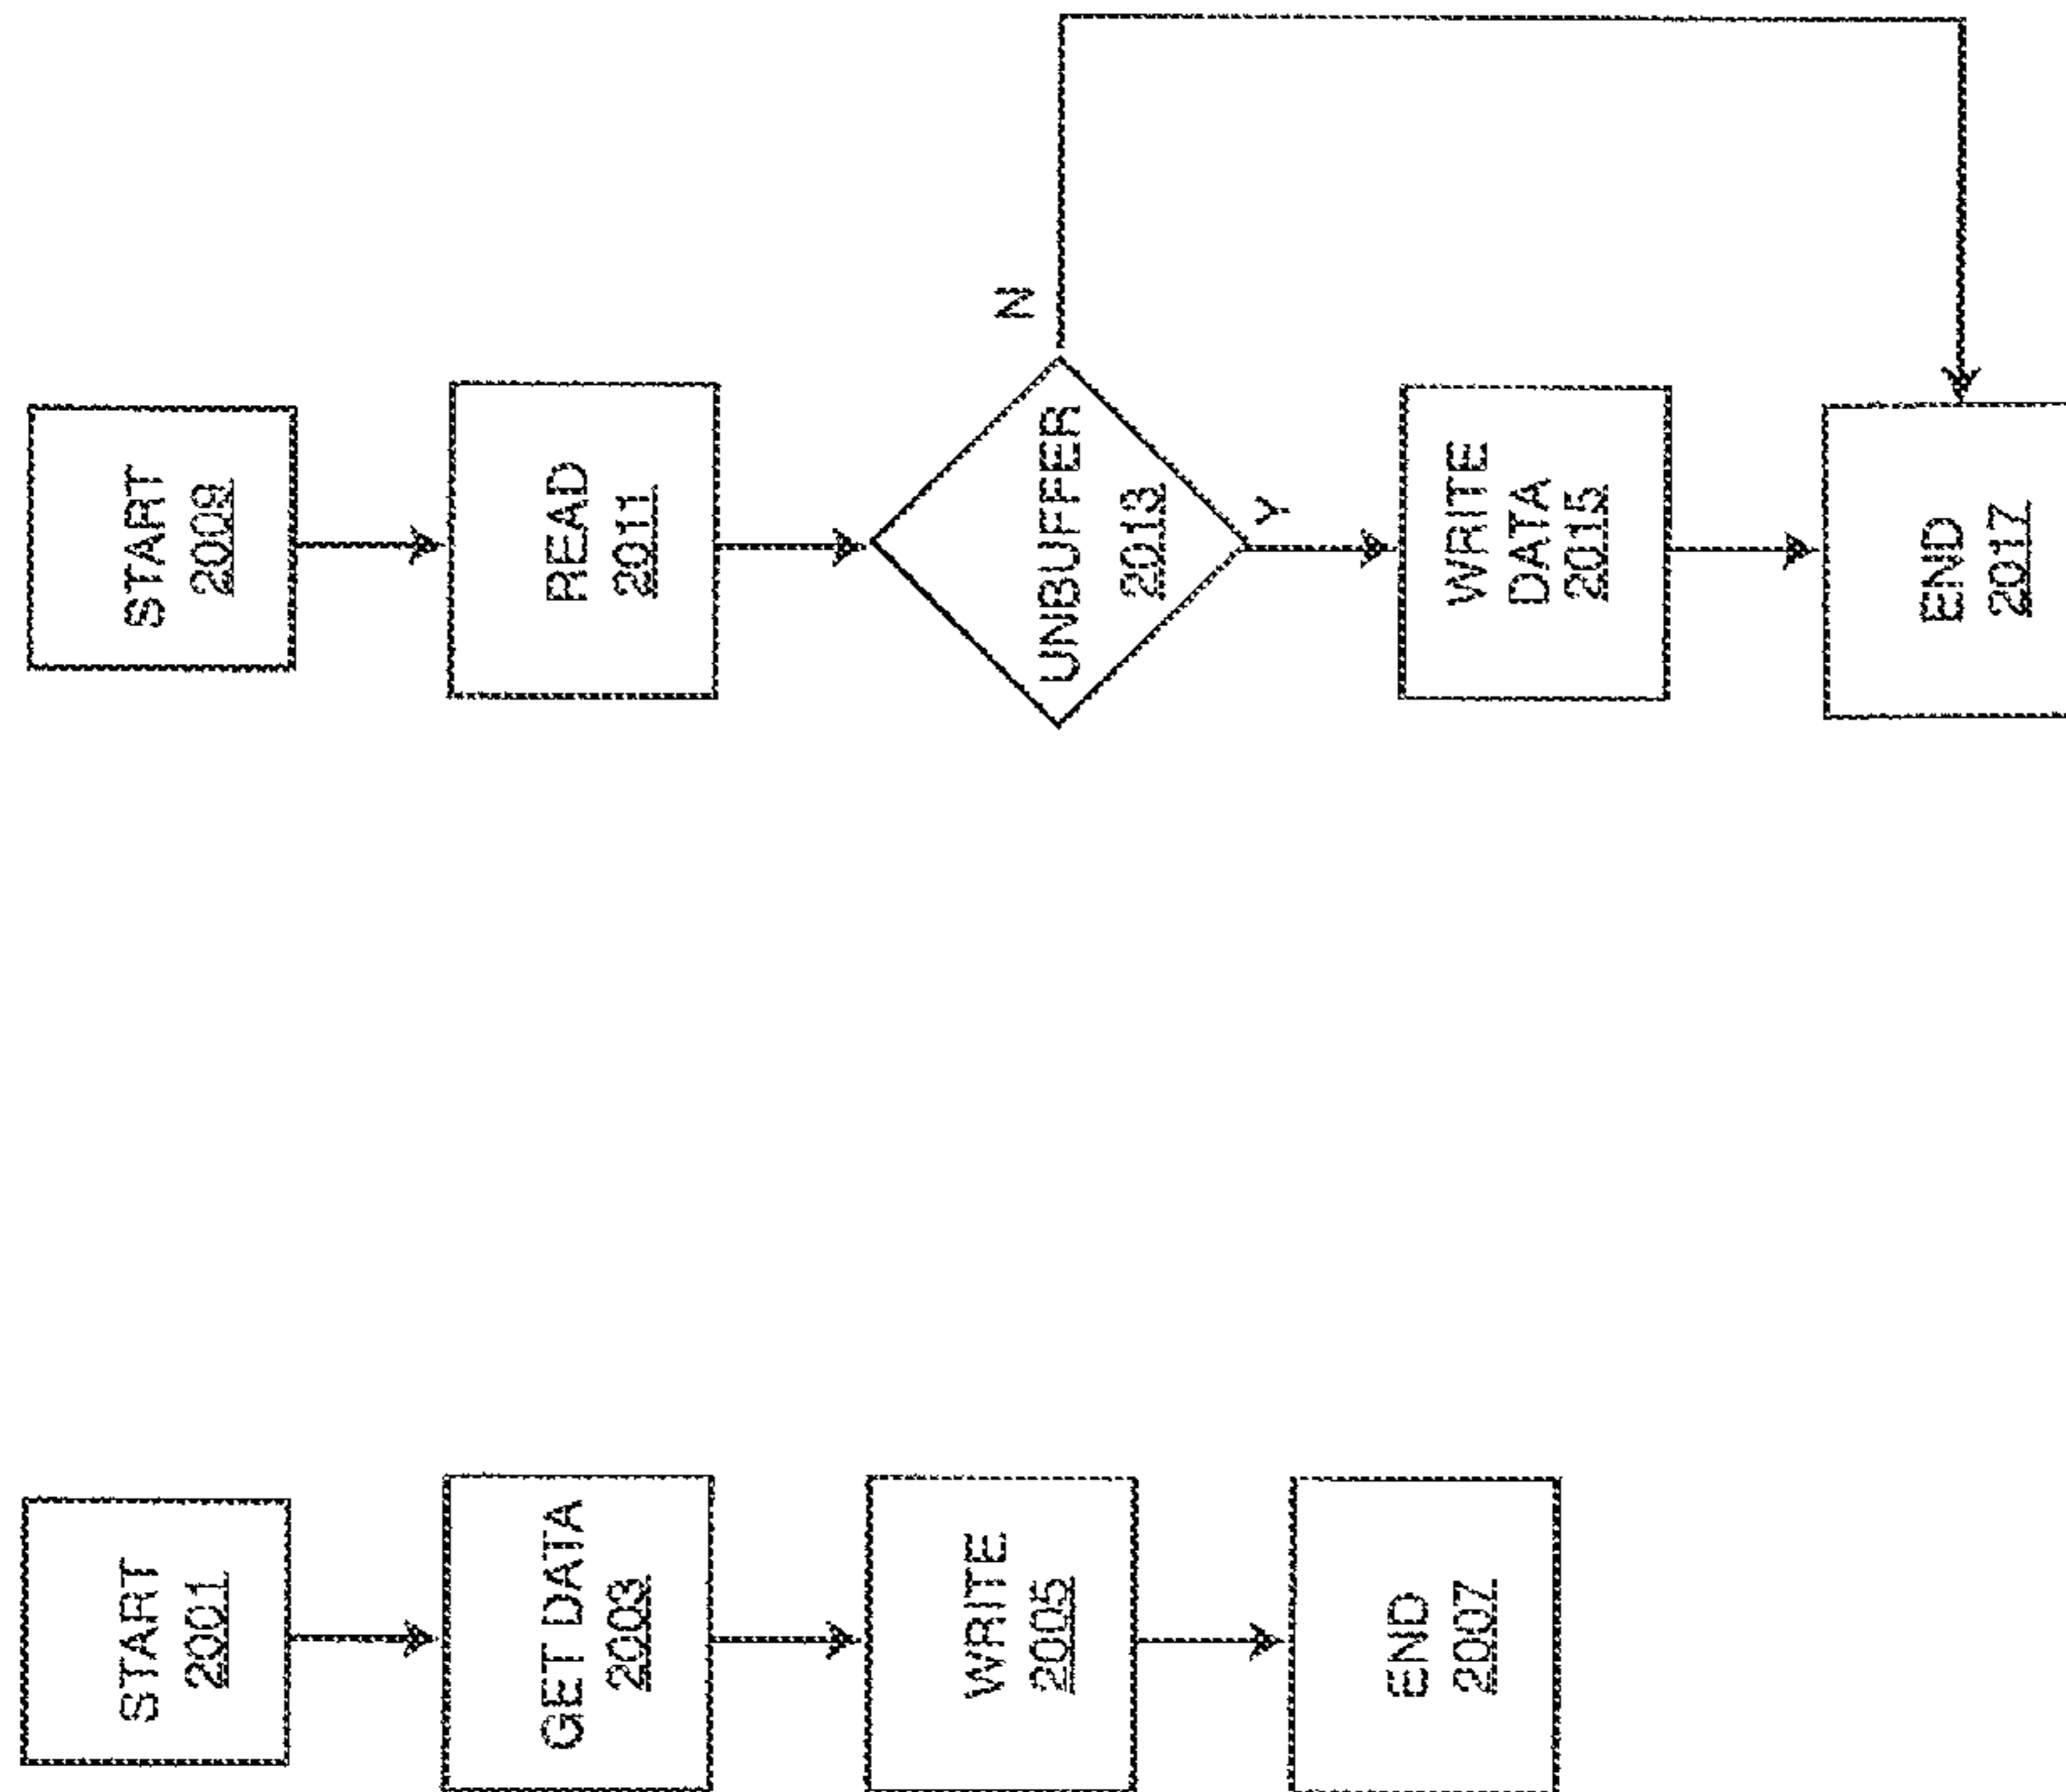 START
2001
GET DATA
2003
WRITE
2005
END
2007
START
2009
READ
2011
UNBUFFER
2013
N
Y
WRITE
DATA
2015
END
2017